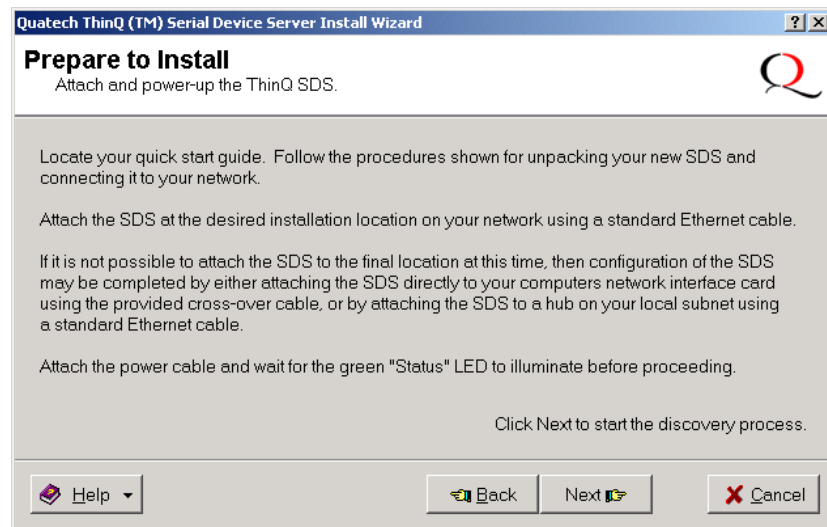 Quatech ThinQ (TM) Serial Device Server Install Wizard
Prepare to Install
Attach and power-up the ThinQ SDS.
Locate your quick start guide. Follow the procedures shown for unpacking your new SDS and
connecting it to your network.
Attach the SDS at the desired installation location on your network using a standard Ethernet cable.
If it is not possible to attach the SDS to the final location at this time, then configuration of the SDS
may be completed by either attaching the SDS directly to your computers network interface card
using the provided cross-over cable, or by attaching the SDS to a hub on your local subnet using
a standard Ethernet cable.
Attach the power cable and wait for the green "Status" LED to illuminate before proceeding.
Click Next to start the discovery process.
Help Back Next Cancel